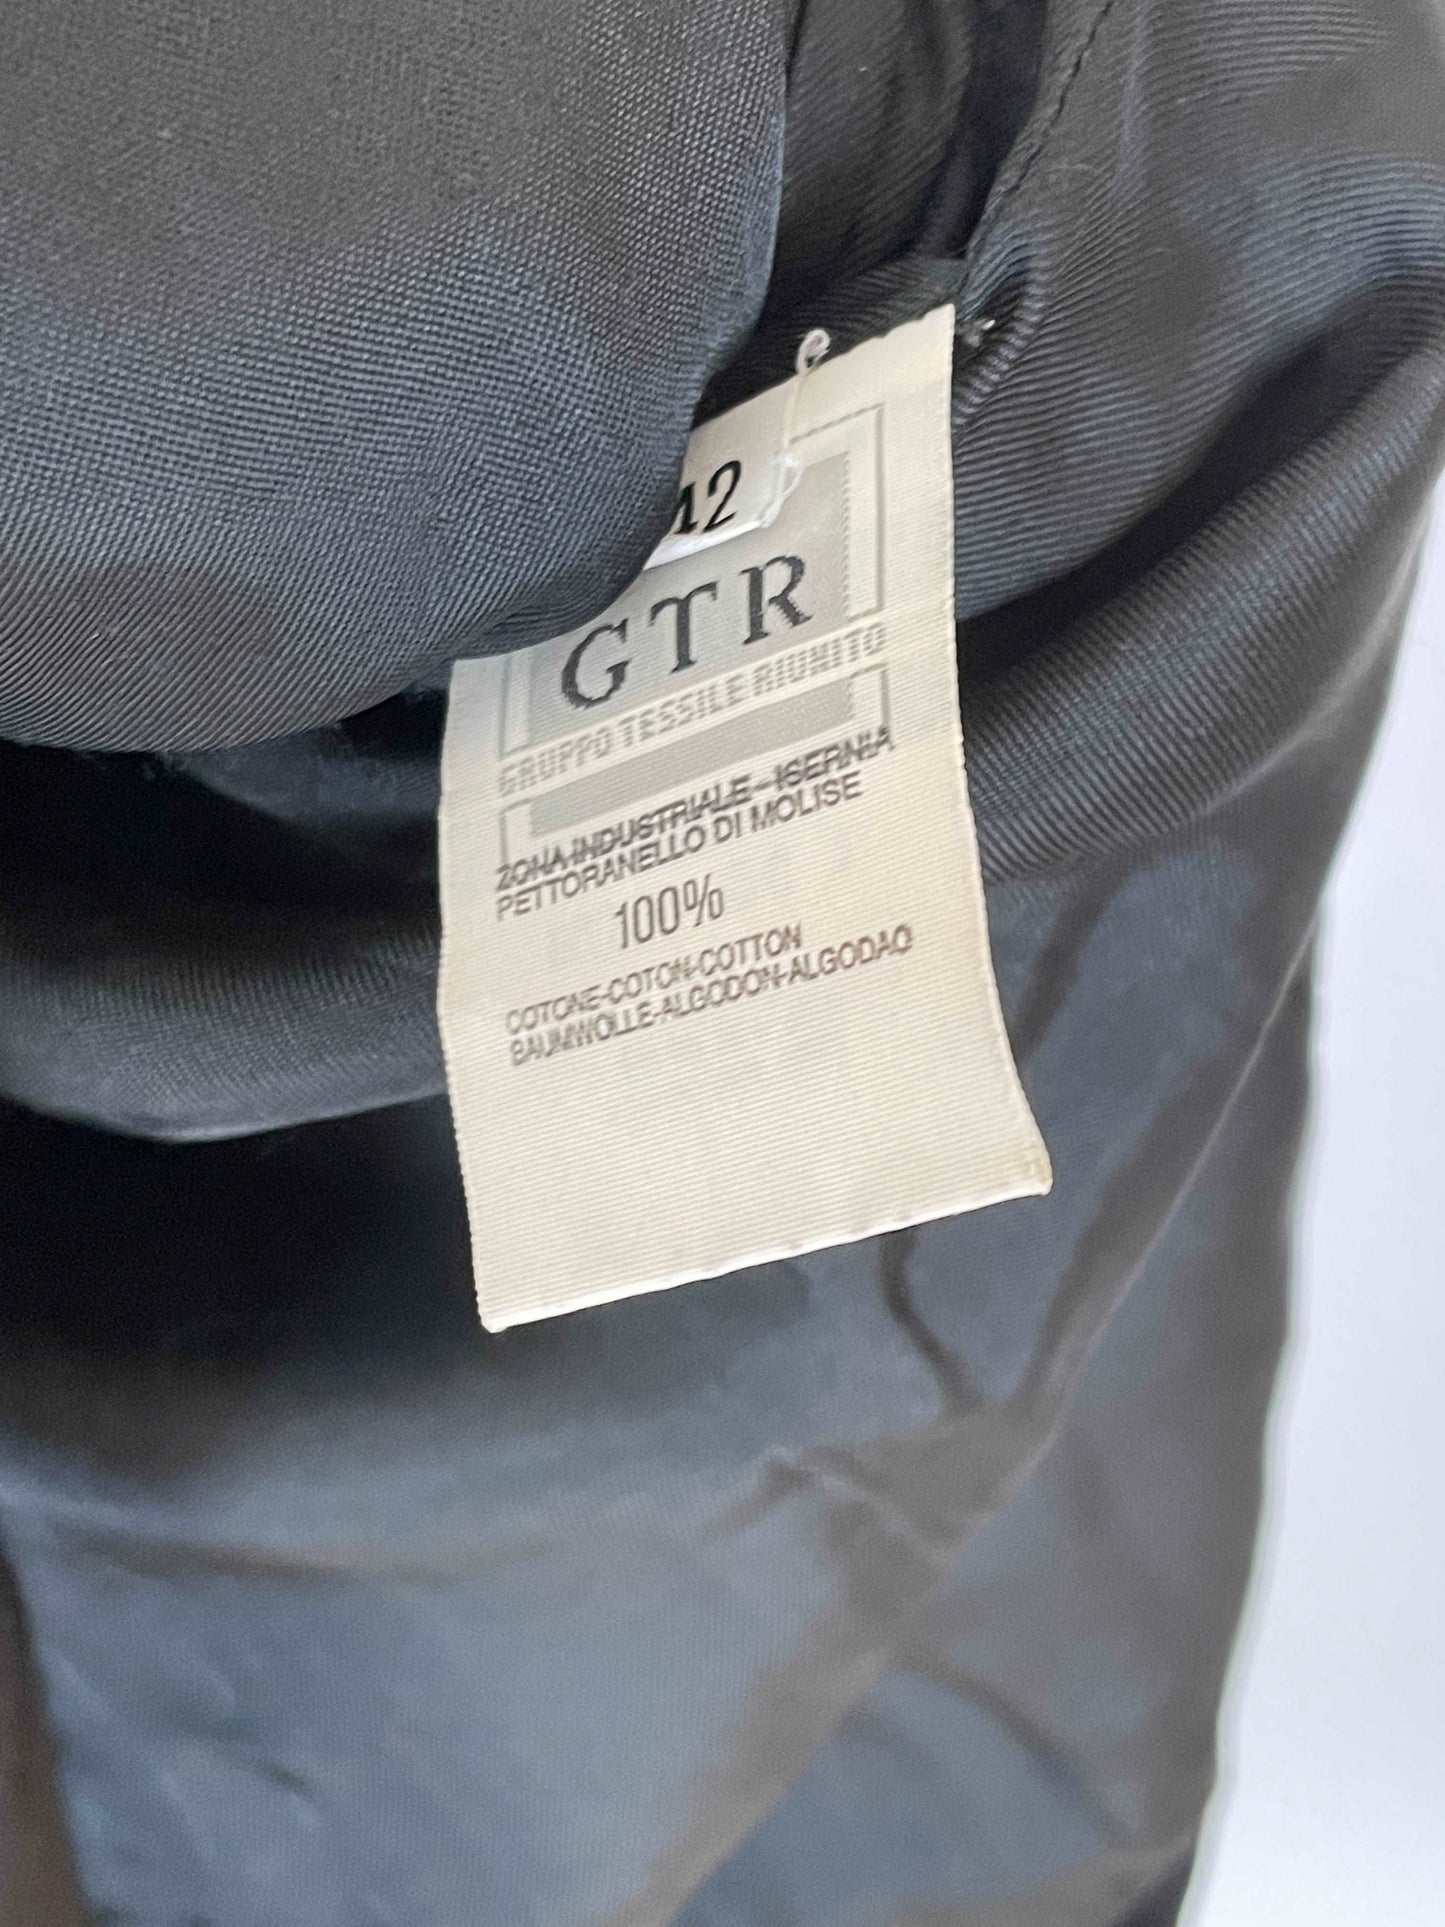 42
GTR
GRUPPO TESSILE RIUNITO
ZONA INDUSTRIALE - ISERNIA
PETTORANELLO DI MOLISE
100%
COTONE-COTON-COTTON
BAUMWOLLE-ALGODON-ALGODAO